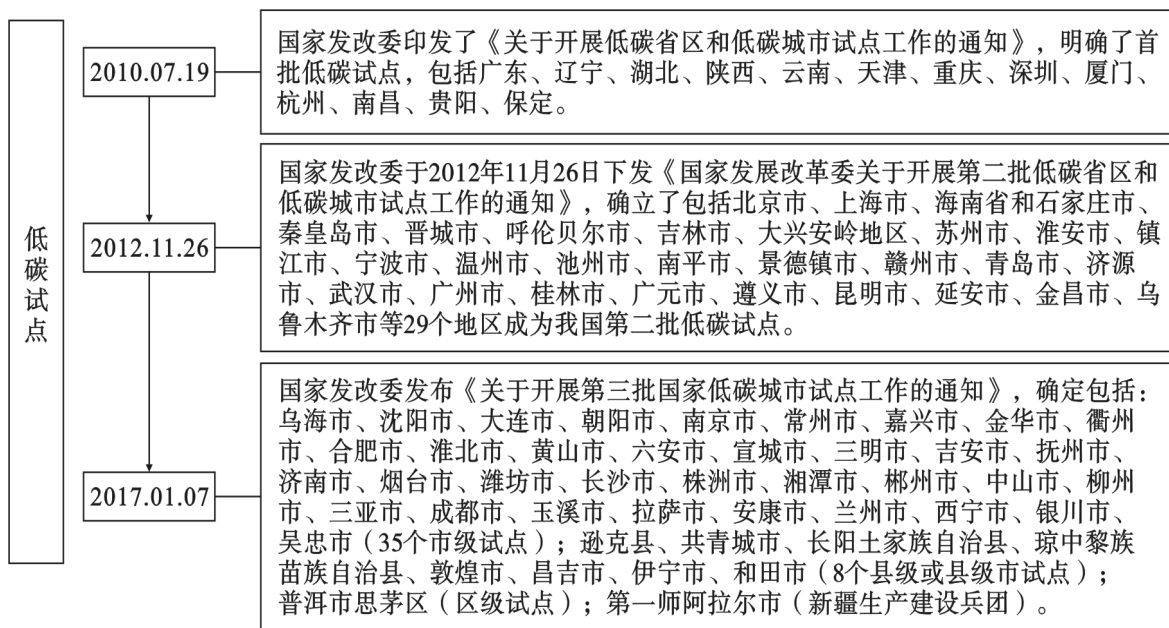 低碳试点
2010.07.19
国家发改委印发了《关于开展低碳省区和低碳城市试点工作的通知》，明确了首
批低碳试点，包括广东、辽宁、湖北、陕西、云南、天津、重庆、深圳、厦门、
杭州、南昌、贵阳、保定。
2012.11.26
国家发改委于2012年11月26日下发《国家发展改革委关于开展第二批低碳省区和
低碳城市试点工作的通知》，确立了包括北京市、上海市、海南省和石家庄市、
秦皇岛市、晋城市、呼伦贝尔市、吉林市、大兴安岭地区、苏州市、淮安市、镇
江市、宁波市、温州市、池州市、南平市、景德镇市、赣州市、青岛市、济源
市、武汉市、广州市、桂林市、广元市、遵义市、昆明市、延安市、金昌市、乌
鲁木齐市等29个地区成为我国第二批低碳试点。
2017.01.07
国家发改委发布《关于开展第三批国家低碳城市试点工作的通知》，确定包括：
乌海市、沈阳市、大连市、朝阳市、南京市、常州市、嘉兴市、金华市、衢州
市、合肥市、淮北市、黄山市、六安市、宣城市、三明市、吉安市、抚州市、
济南市、烟台市、潍坊市、长沙市、株洲市、湘潭市、郴州市、中山市、柳州
市、三亚市、成都市、玉溪市、拉萨市、安康市、兰州市、西宁市、银川市、
吴忠市（35个市级试点）；逊克县、共青城市、长阳土家族自治县、琼中黎族
苗族自治县、敦煌市、昌吉市、伊宁市、和田市（8个县级或县级市试点）；
普洱市思茅区（区级试点）；第一师阿拉尔市（新疆生产建设兵团）。